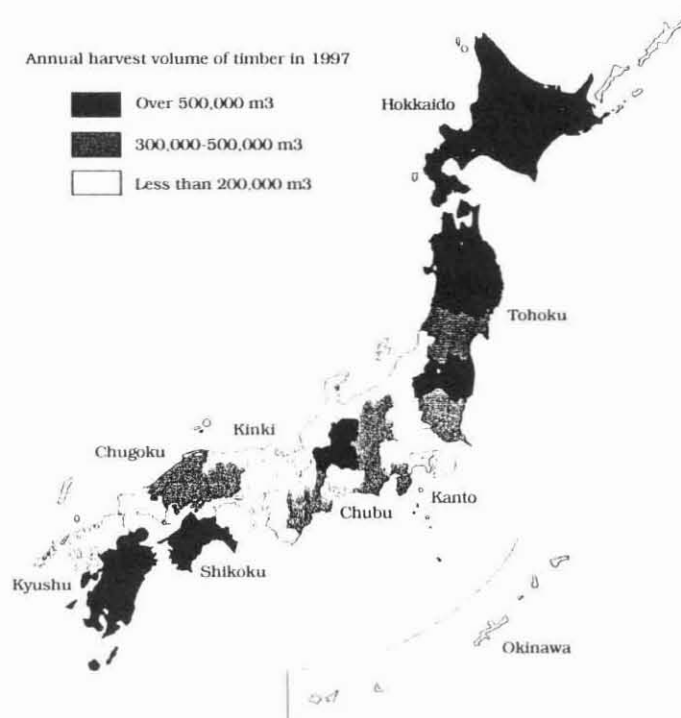 Annual harvest volume of timber in 1997
Over 500,000 m3
300,000-500,000 m3
Less than 200,000 m3
Hokkaido
Tohoku
Kinki
Chugoku
Kanto
Chubu
Shikoku
Kyushu
Okinawa